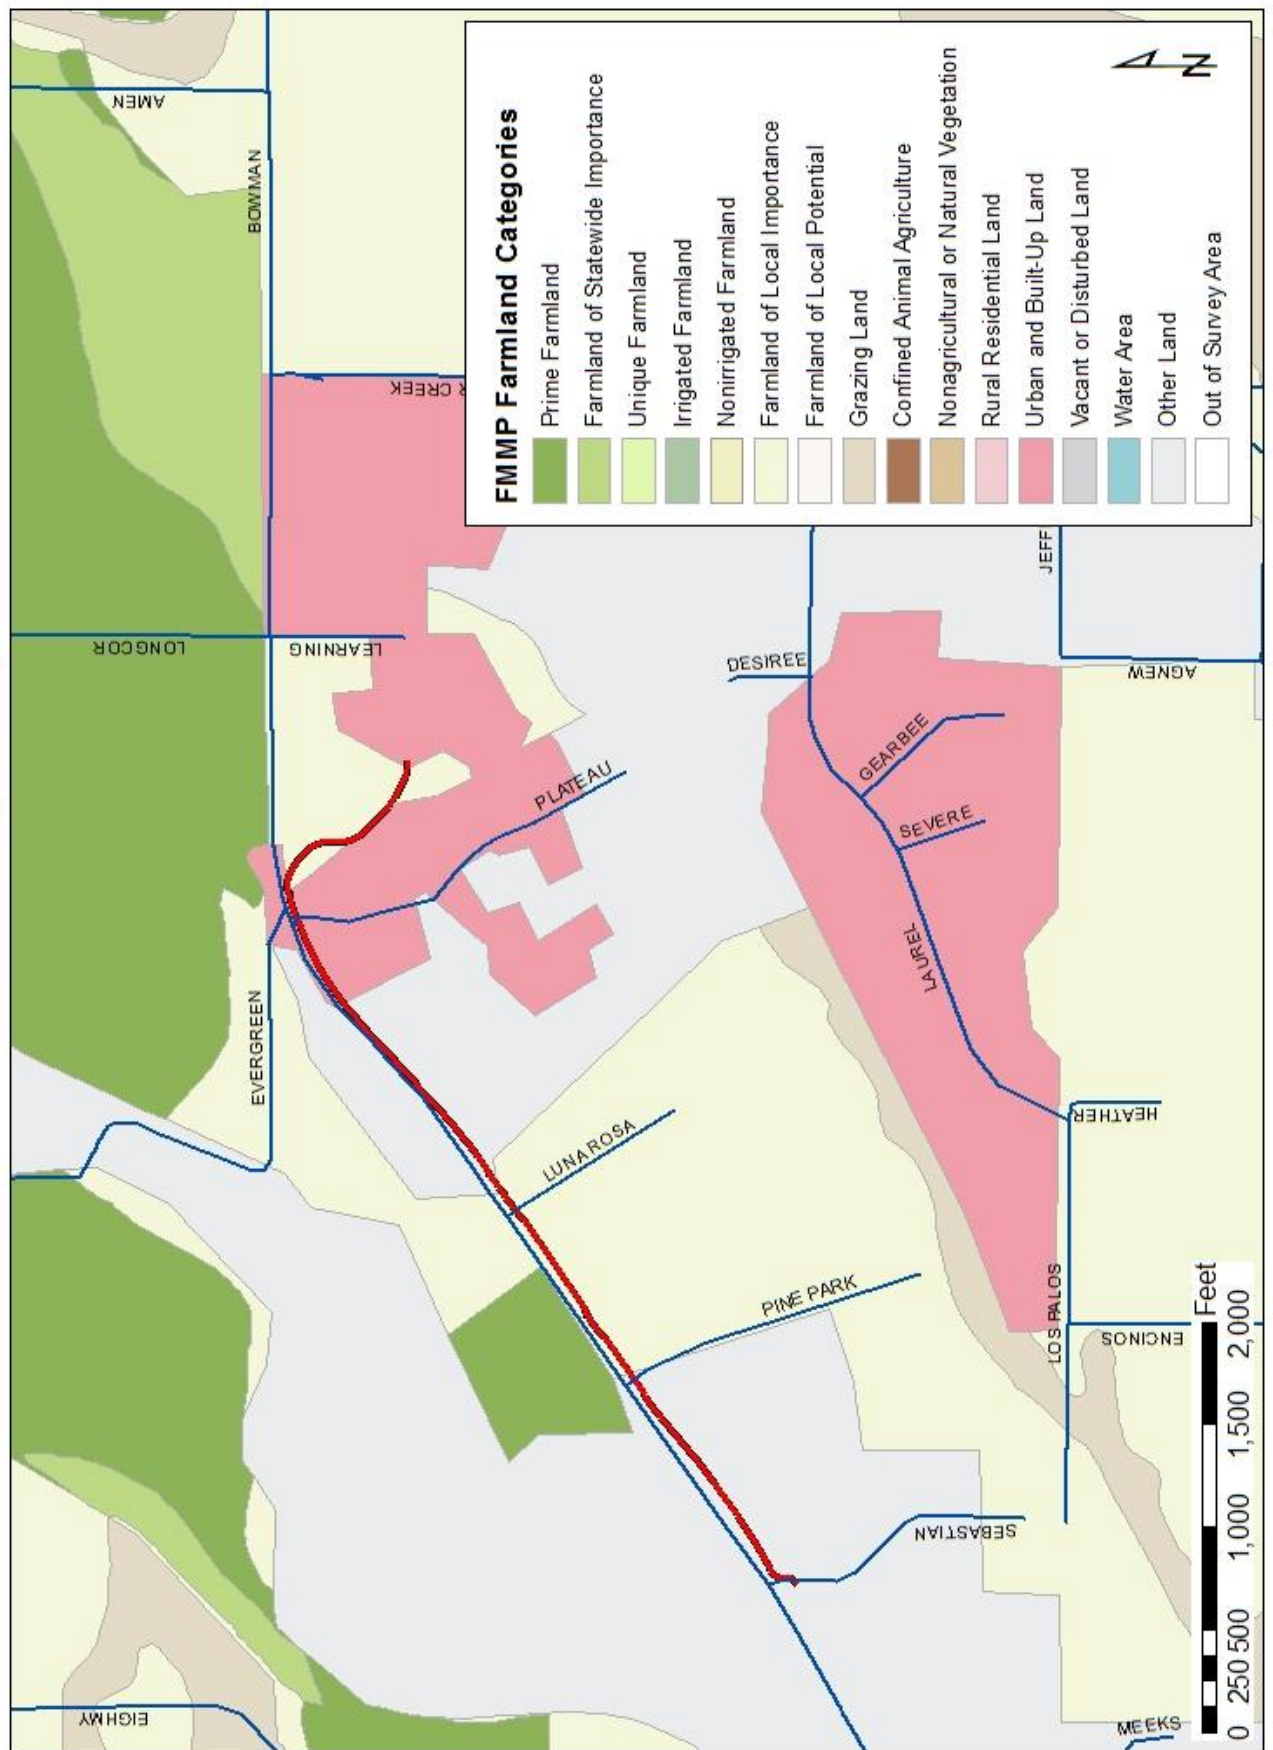 FMMP Farmland Categories
Prime Farmland
Farmland of Statewide Importance
Unique Farmland
Irrigated Farmland
Nonirrigated Farmland
Farmland of Local Importance
Farmland of Local Potential
Grazing Land
Confined Animal Agriculture
Nonagricultural or Natural Vegetation
Rural Residential Land
Urban and Built-Up Land
Vacant or Disturbed Land
Water Area
Other Land
Out of Survey Area
N
AMEN
BOWMAN
R CREEK
LONGCOR
LEARNING
EVERGREEN
PLATEAU
DESIREE
GEARBEE
SEVERE
LAUREL
JEFF
AGNEW
LUNA ROSA
PINE PARK
HEATHER
LOS PALOS
ENCINOS
SEBASTIAN
EIGHMY
MEEKS
0 250 500 1,000 1,500 2,000
Feet